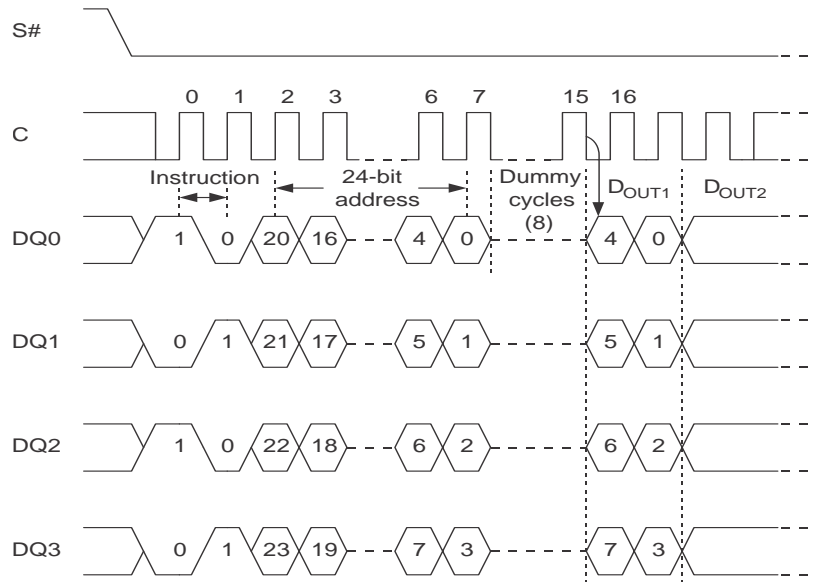 S#
0 1 2 3 6 7 15 16
C
Instruction 24-bit address Dummy cycles (8) DOUT1 DOUT2
DQ0 1 0 20 16 4 0 4 0
DQ1 0 1 21 17 5 1 5 1
DQ2 1 0 22 18 6 2 6 2
DQ3 0 1 23 19 7 3 7 3